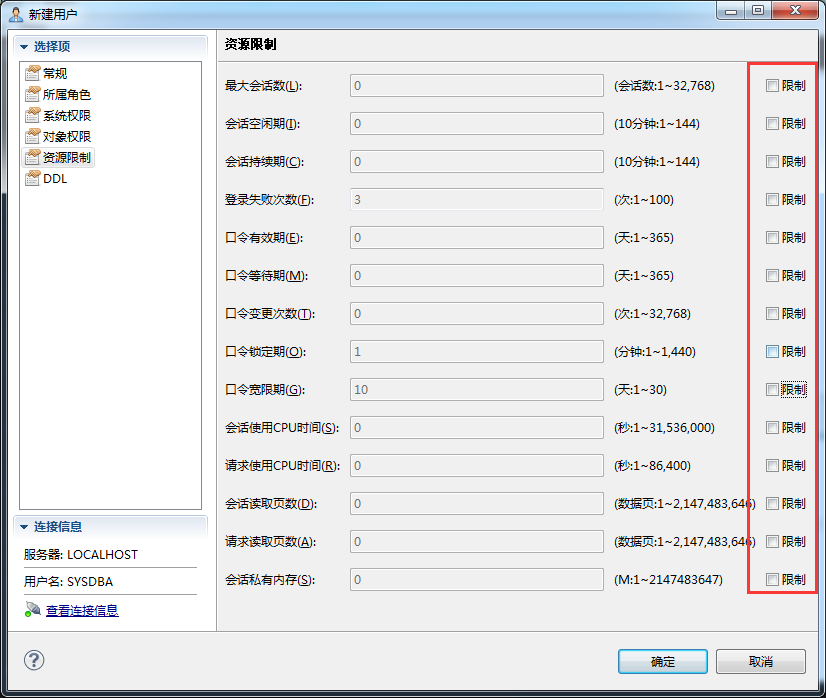 新建用户
选择顶
常规
所属角色
系统权限
对象权限
资源限制
DDL
连接信息
服务器: LOCALHOST
用户名: SYSDBA
查看连接信息
资源限制
最大会话数(L): 0 (会话数:1~32,768) 限制
会话空闲期(I): 0 (10分钟:1~144) 限制
会话持续期(C): 0 (10分钟:1~144) 限制
登录失败次数(F): 3 (次:1~100) 限制
口令有效期(E): 0 (天:1~365) 限制
口令等待期(M): 0 (天:1~365) 限制
口令变更次数(T): 0 (次:1~32,768) 限制
口令锁定期(O): 1 (分钟:1~1,440) 限制
口令宽限期(G): 10 (天:1~30) 限制
会话使用CPU时间(S): 0 (秒:1~31,536,000) 限制
请求使用CPU时间(R): 0 (秒:1~86,400) 限制
会话读取页数(D): 0 (数据页:1~2,147,483,646) 限制
请求读取页数(A): 0 (数据页:1~2,147,483,646) 限制
会话私有内存(S): 0 (M:1~2147483647) 限制
确定 取消